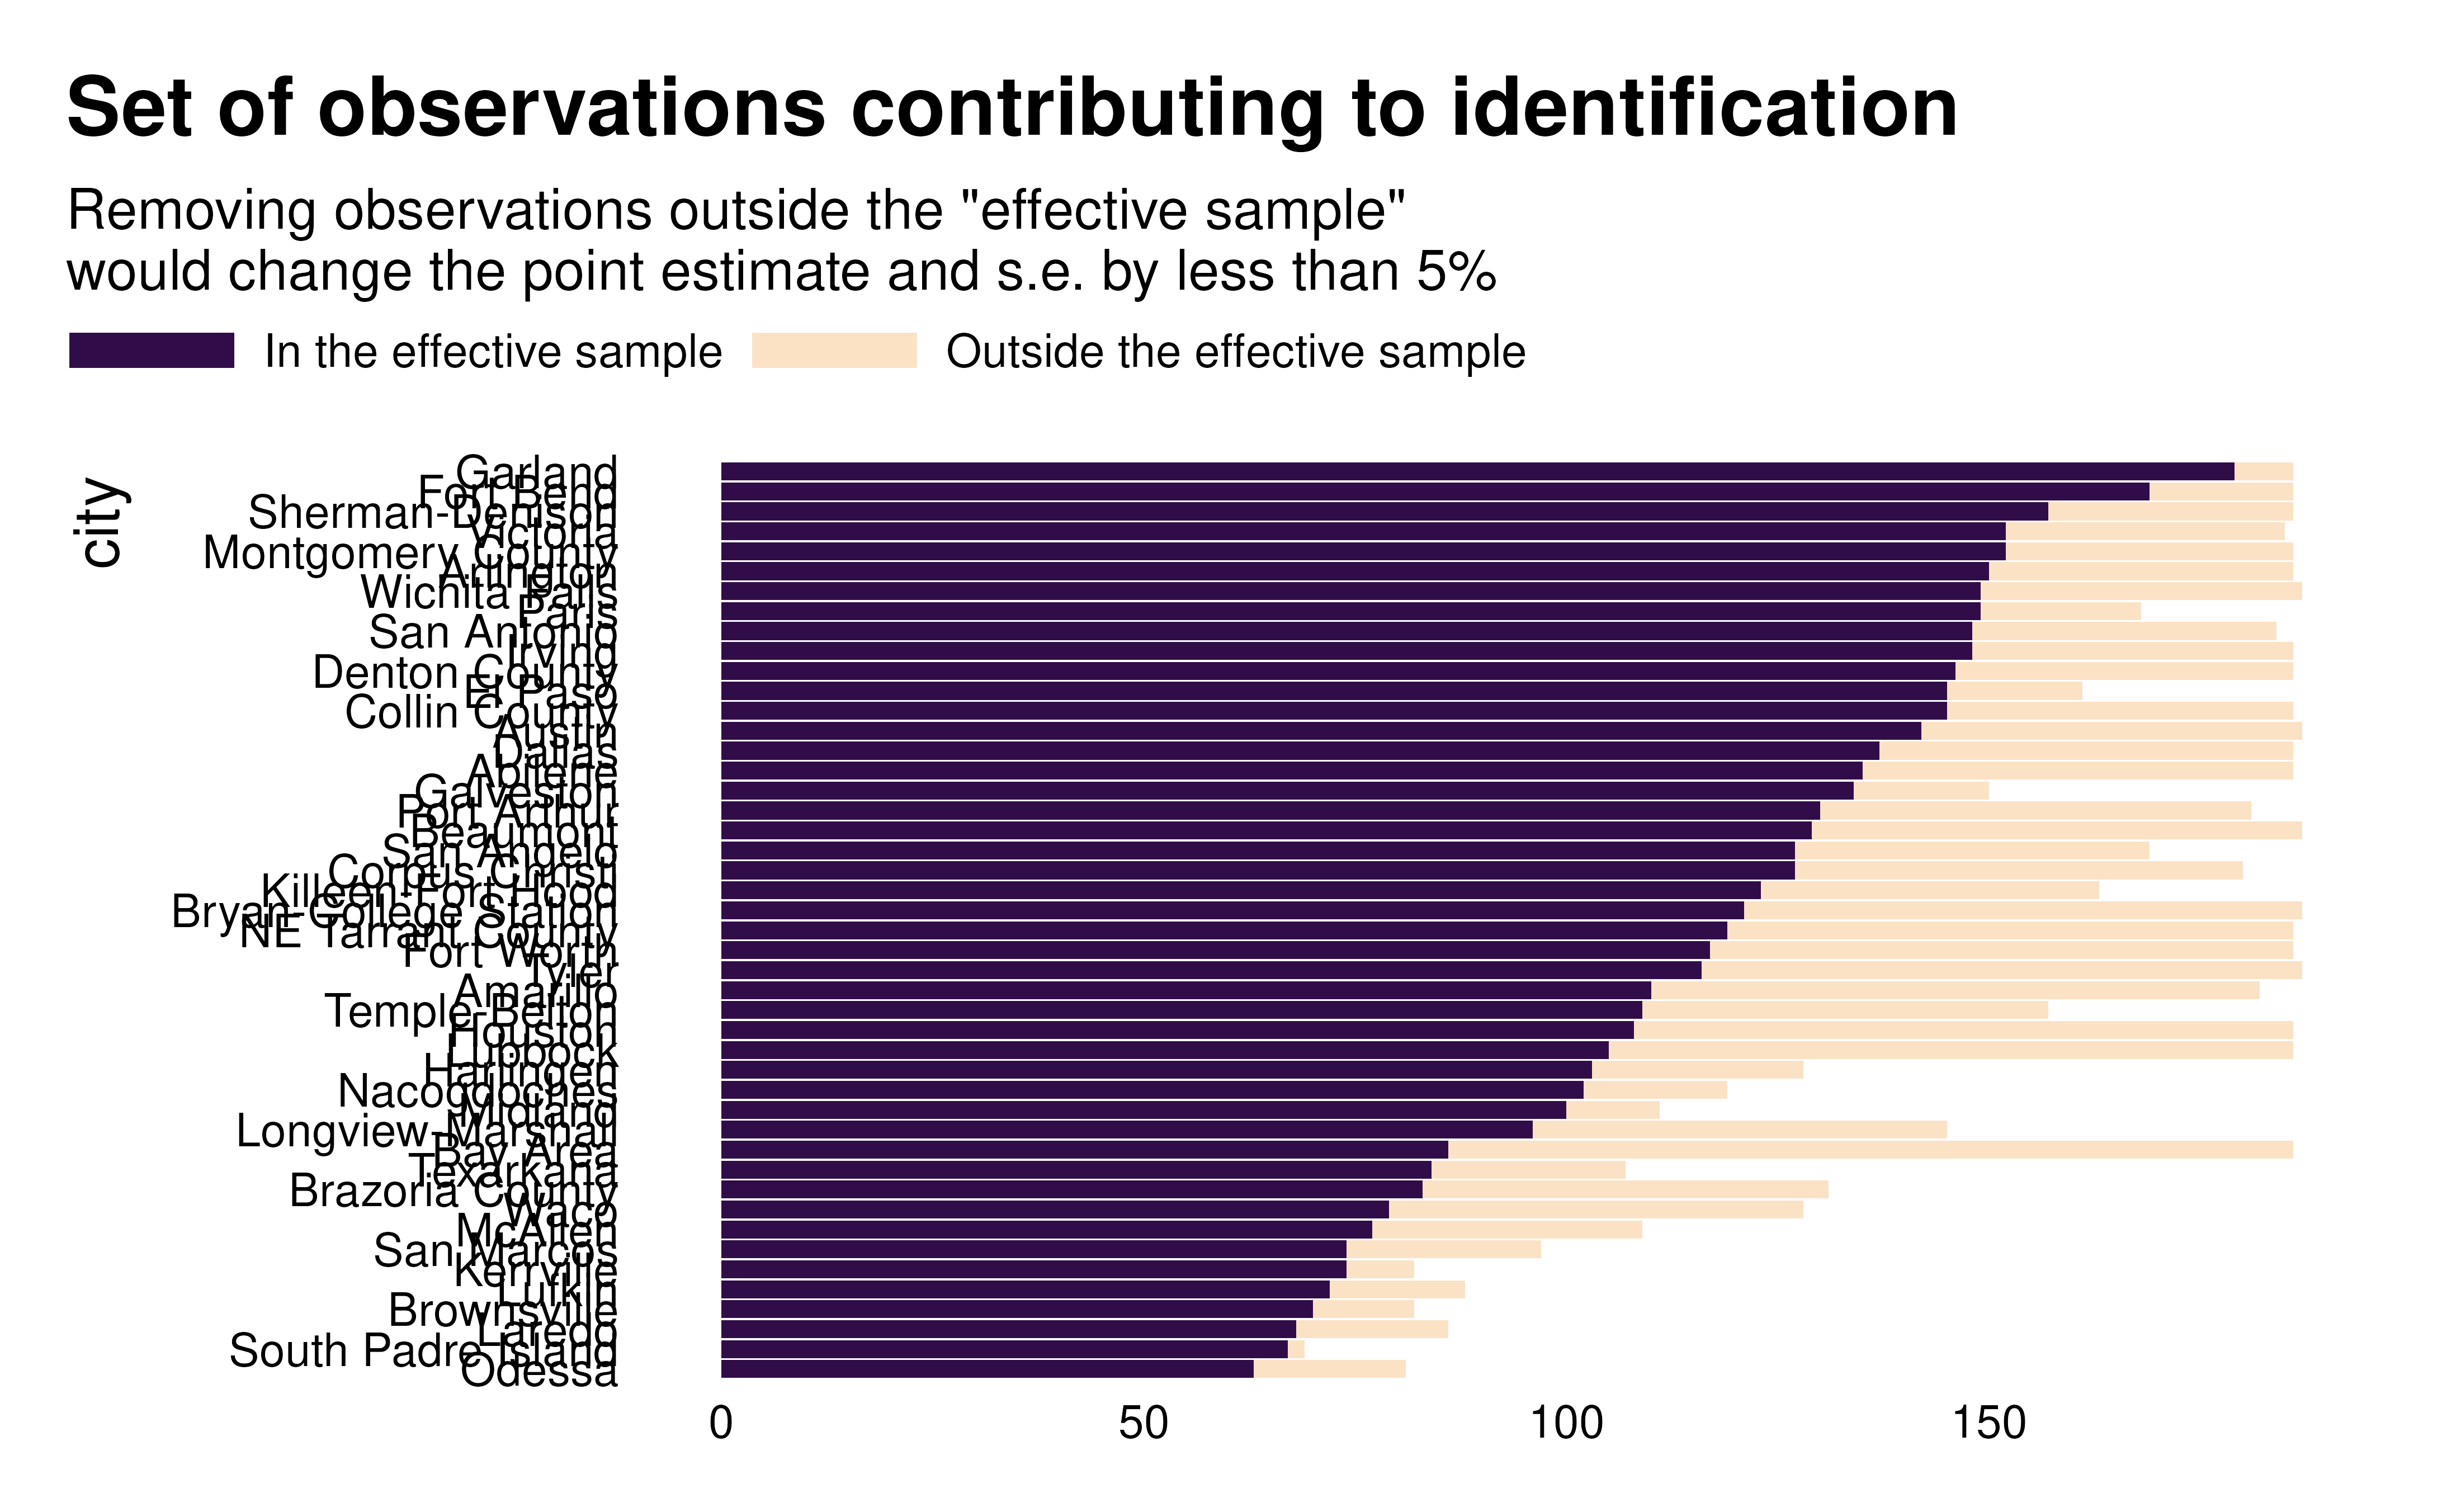 Set of observations contributing to identification
Removing observations outside the "effective sample"
would change the point estimate and s.e. by less than 5%
In the effective sample Outside the effective sample
city
Garland
Fort Bend
Sherman-Denison
Victoria
Montgomery County
Arlington
Wichita Falls
Paris
San Antonio
Irving
Denton County
El Paso
Collin County
Austin
Dallas
Abilene
Galveston
Port Arthur
Beaumont
San Angelo
Corpus Christi
Killeen-Fort Hood
Bryan-College Station
NE Tarrant County
Fort Worth
Tyler
Amarillo
Temple-Belton
Houston
Lubbock
Harlingen
Nacogdoches
Midland
Longview-Marshall
Bay Area
Texarkana
Brazoria County
Waco
McAllen
San Marcos
Kerrville
Lufkin
Brownsville
Laredo
South Padre Island
Odessa
0 50 100 150